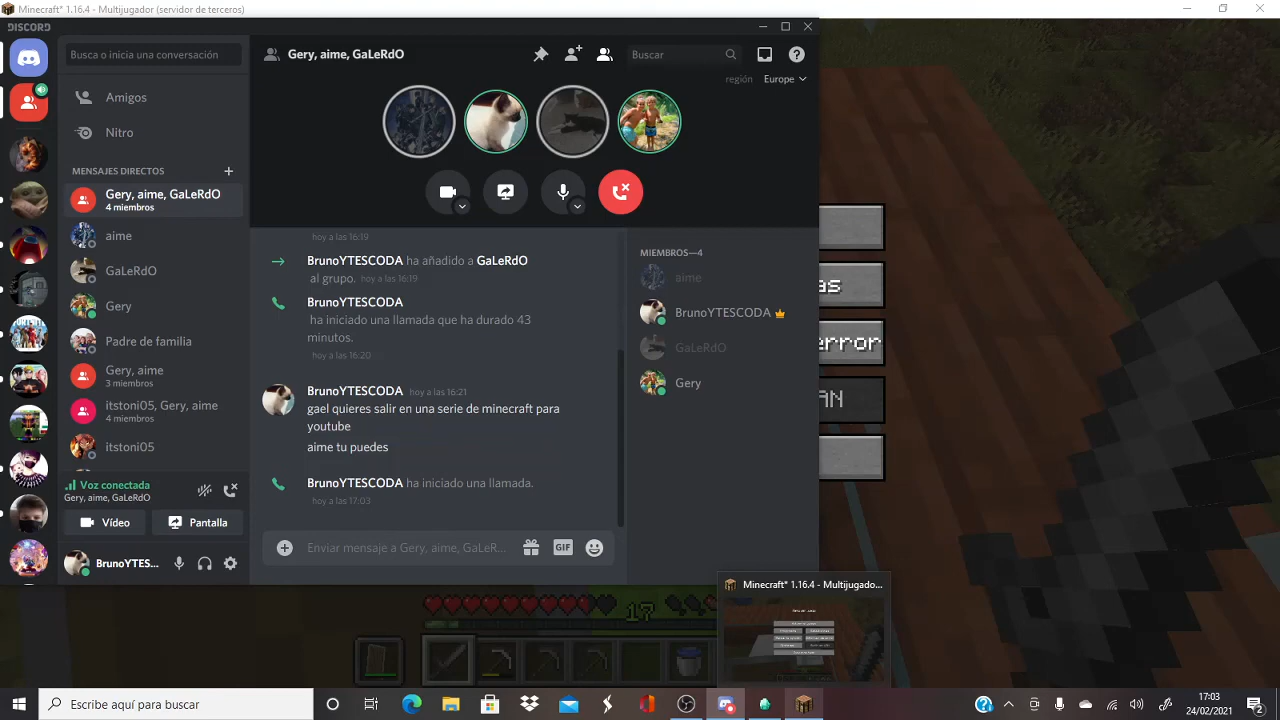 Minecraft* 1.16.4 - Multijugador (servidor de terceros)
DISCORD
Busca o inicia una conversación
Gery, aime, GaLeRdO
Buscar
región
Europe
Amigos
Nitro
MENSAJES DIRECTOS
Gery, aime, GaLeRdO
4 miembros
aime
GaLeRdO
Gery
Padre de familia
Gery, aime
3 miembros
itstoni05, Gery, aime
4 miembros
itstoni05
Voz conectada
Gery, aime, GaLeRdO
Vídeo
Pantalla
BrunoYTES...
hoy a las 16:19
BrunoYTESCODA ha añadido a GaLeRdO
al grupo. hoy a las 16:19
BrunoYTESCODA
ha iniciado una llamada que ha durado 43
minutos.
hoy a las 16:20
BrunoYTESCODA hoy a las 16:21
gael quieres salir en una serie de minecraft para
youtube
aime tu puedes
BrunoYTESCODA ha iniciado una llamada.
hoy a las 17:03
Enviar mensaje a Gery, aime, GaLeR...
GIF
MIEMBROS—4
aime
BrunoYTESCODA
GaLeRdO
Gery
as
error
AN
17
Minecraft* 1.16.4 - Multijugado...
Escribe aquí para buscar
17:03
24/02/2021
2